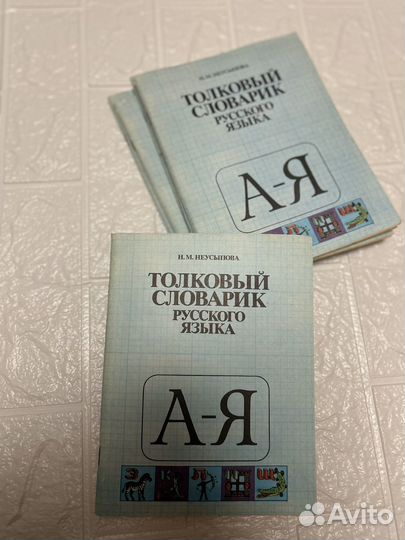 Н. М. НЕУСЫПОВА
ТОЛКОВЫЙ
СЛОВАРИК
РУССКОГО
ЯЗЫКА
А-Я
Н. М. НЕУСЫПОВА
ТОЛКОВЫЙ
СЛОВАРИК
РУССКОГО
ЯЗЫКА
А-Я
З К Л М Ш
Avito